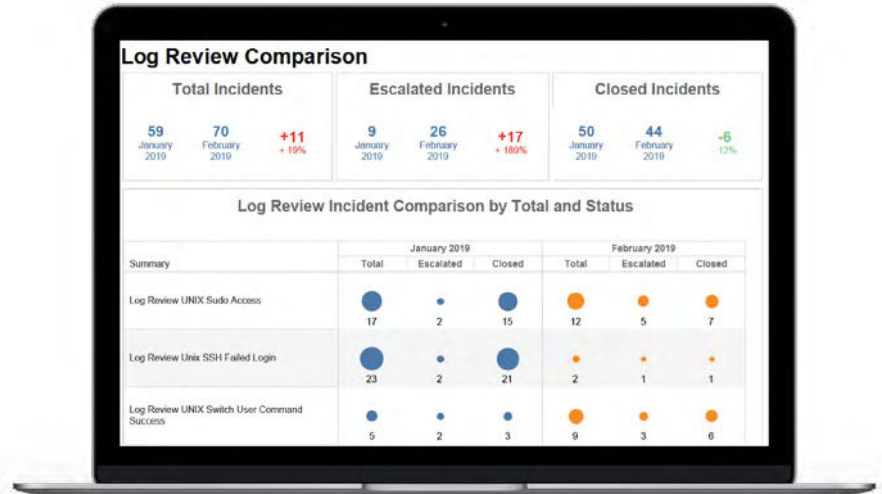 Log Review Comparison
Total Incidents
59
January
2019
70
February
2019
+11
+ 19%
Escalated Incidents
9
January
2019
26
February
2019
+17
+ 189%
Closed Incidents
50
January
2019
44
February
2019
-6
- 12%
Log Review Incident Comparison by Total and Status
January 2019 February 2019
Summary Total Escalated Closed Total Escalated Closed
Log Review UNIX Sudo Access
17 2 15 12 5 7
Log Review Unix SSH Failed Login
23 2 21 2 1 1
Log Review UNIX Switch User Command
Success
5 2 3 9 3 6